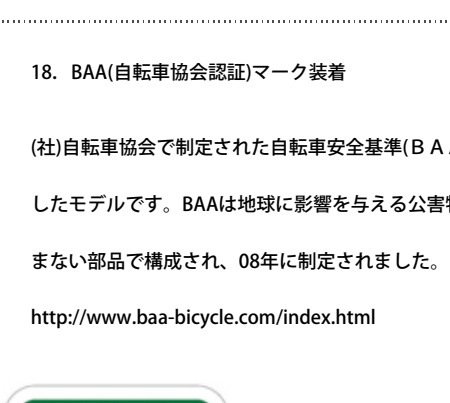 18．BAA(自転車協会認証)マーク装着
(社)自転車協会で制定された自転車安全基準(ＢＡ
したモデルです。BAAは地球に影響を与える公害
まない部品で構成され、08年に制定されました。
http://www.baa-bicycle.com/index.html